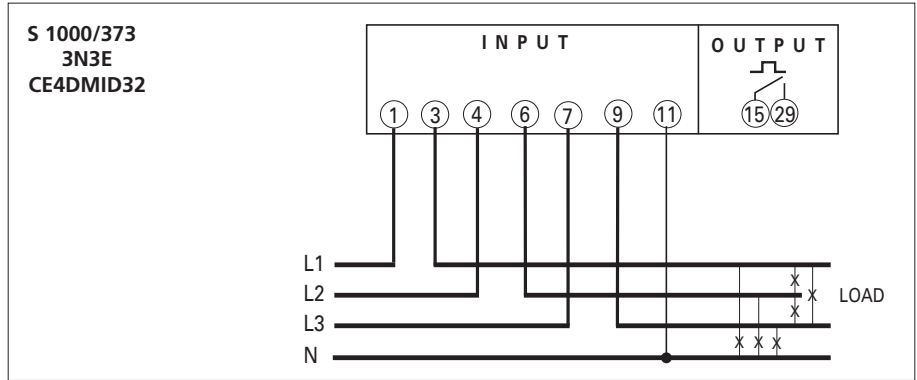 S 1000/373
3N3E
CE4DMID32
INPUT
OUTPUT
1 3 4 6 7 9 11
15 29
L1
L2
L3
N
LOAD
x
x x
x
x x x